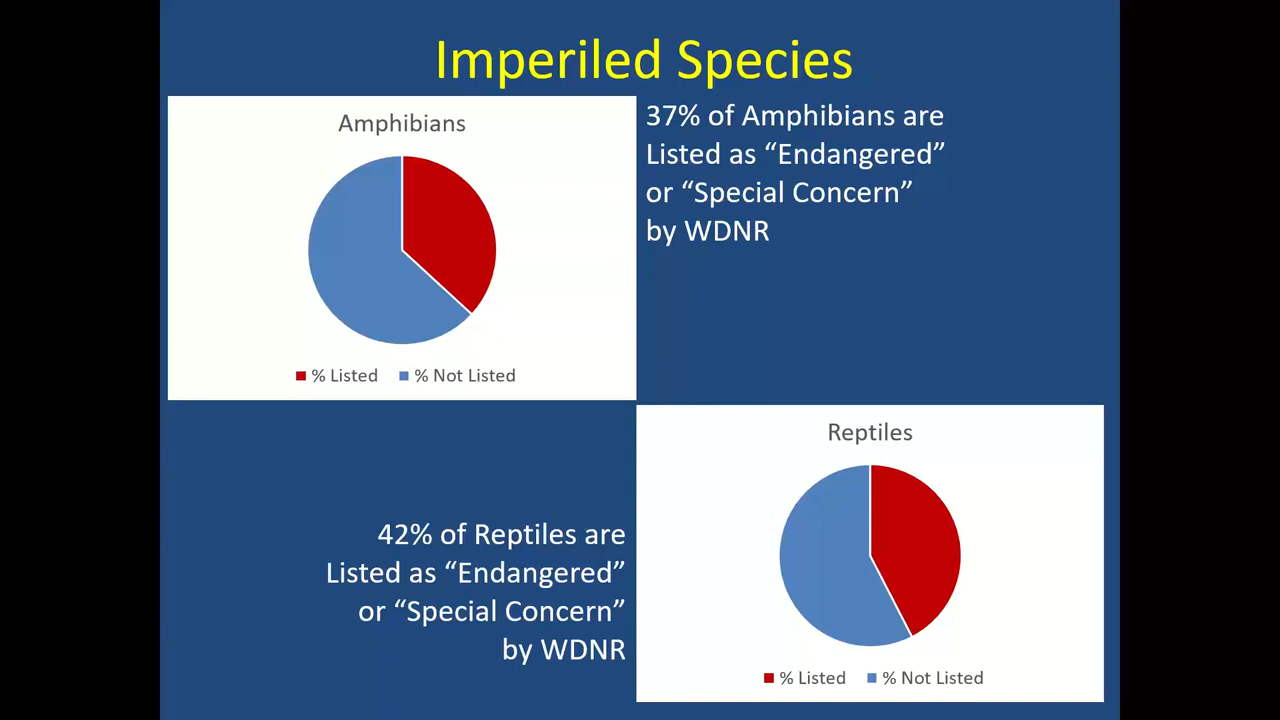 Imperiled Species
Amphibians
% Listed % Not Listed
37% of Amphibians are
Listed as “Endangered”
or “Special Concern”
by WDNR
42% of Reptiles are
Listed as “Endangered”
or “Special Concern”
by WDNR
Reptiles
% Listed % Not Listed